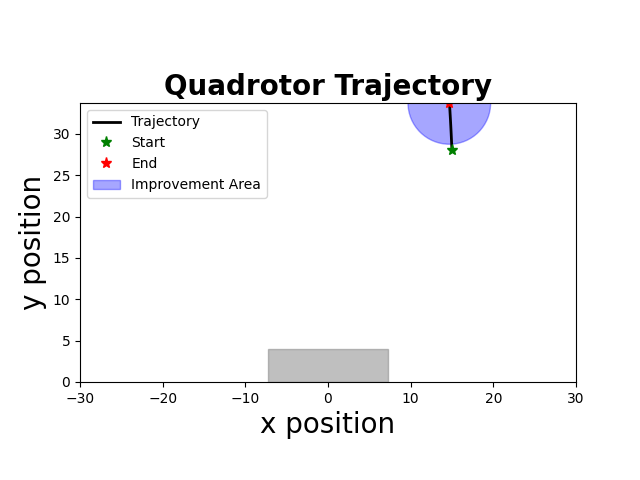 Quadrotor Trajectory
Trajectory
Start
End
Improvement Area
30
25
20
15
10
5
0
y position
−30
−20
−10
0
10
20
30
x position